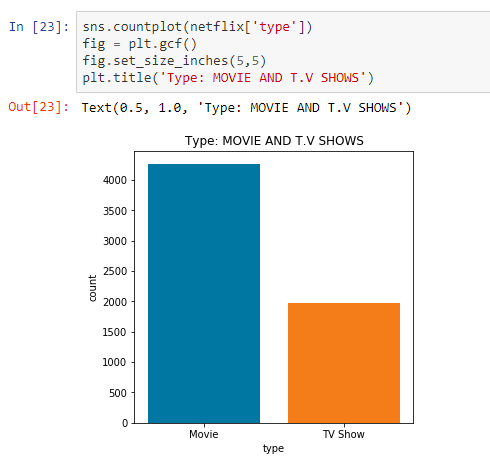 In [23]: sns.countplot(netflix['type'])
fig = plt.gcf()
fig.set_size_inches(5,5)
plt.title('Type: MOVIE AND T.V SHOWS')
Out[23]: Text(0.5, 1.0, 'Type: MOVIE AND T.V SHOWS')
Type: MOVIE AND T.V SHOWS
4000
3500
3000
2500
2000
1500
1000
500
0
count
Movie TV Show
type